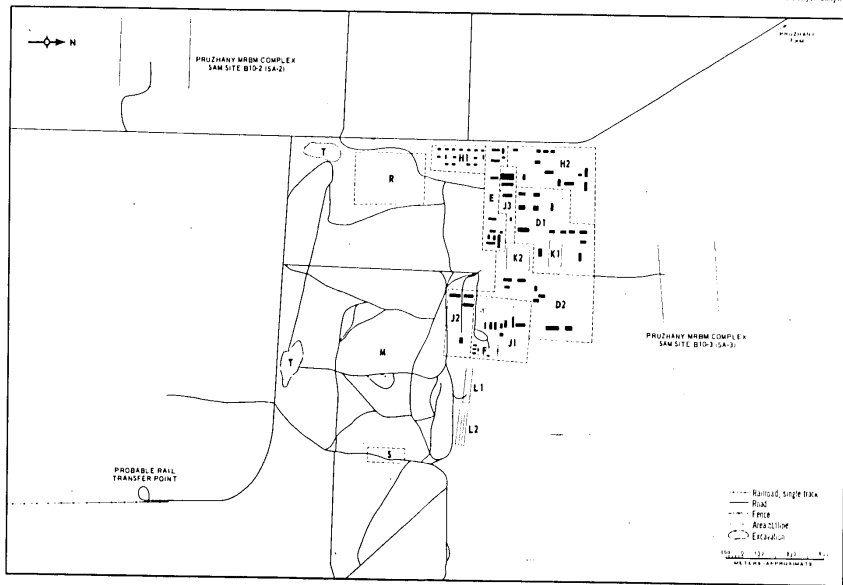 N
PRUZHANY MRBM COMPLEX
SAM SITE B10-2 (SA-2)
PRUZHANY
T
R
H1
H2
E
J3
D1
K2
K1
D2
J2
J1
F
M
T
L1
L2
S
PRUZHANY MRBM COMPLEX
SAM SITE B10-3 (SA-3)
PROBABLE RAIL
TRANSFER POINT
Railroad, single track
Road
Fence
Area outline
Excavation
METERS-APPROXIMATE